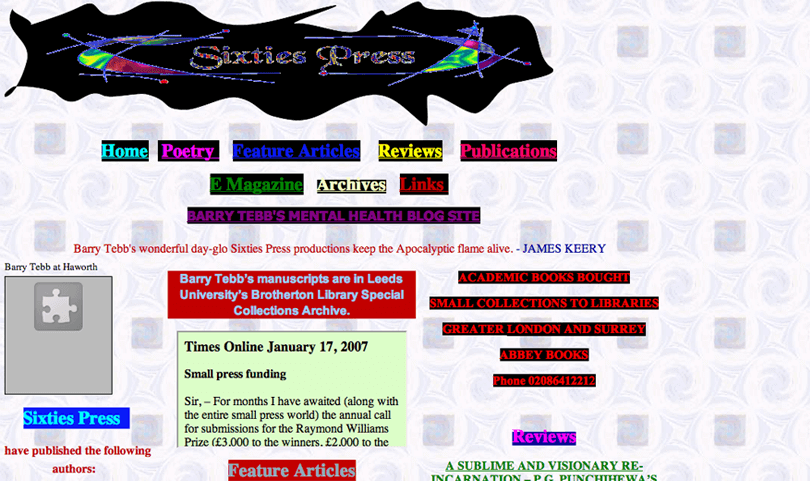 Sixties Press
Home Poetry Feature Articles Reviews Publications
E Magazine Archives Links
BARRY TEBB'S MENTAL HEALTH BLOG SITE
Barry Tebb's wonderful day-glo Sixties Press productions keep the Apocalyptic flame alive. - JAMES KEERY
Barry Tebb at Haworth
Sixties Press
have published the following
authors:
Barry Tebb's manuscripts are in Leeds
University's Brotherton Library Special
Collections Archive.
Times Online January 17, 2007
Small press funding
Sir, – For months I have awaited (along with
the entire small press world) the annual call
for submissions for the Raymond Williams
Prize (£3,000 to the winners, £2,000 to the
Feature Articles
ACADEMIC BOOKS BOUGHT
SMALL COLLECTIONS TO LIBRARIES
GREATER LONDON AND SURREY
ABBEY BOOKS
Phone 02086412212
Reviews
A SUBLIME AND VISIONARY RE-
INCARNATION – P.G. PUNCHIHEWA'S